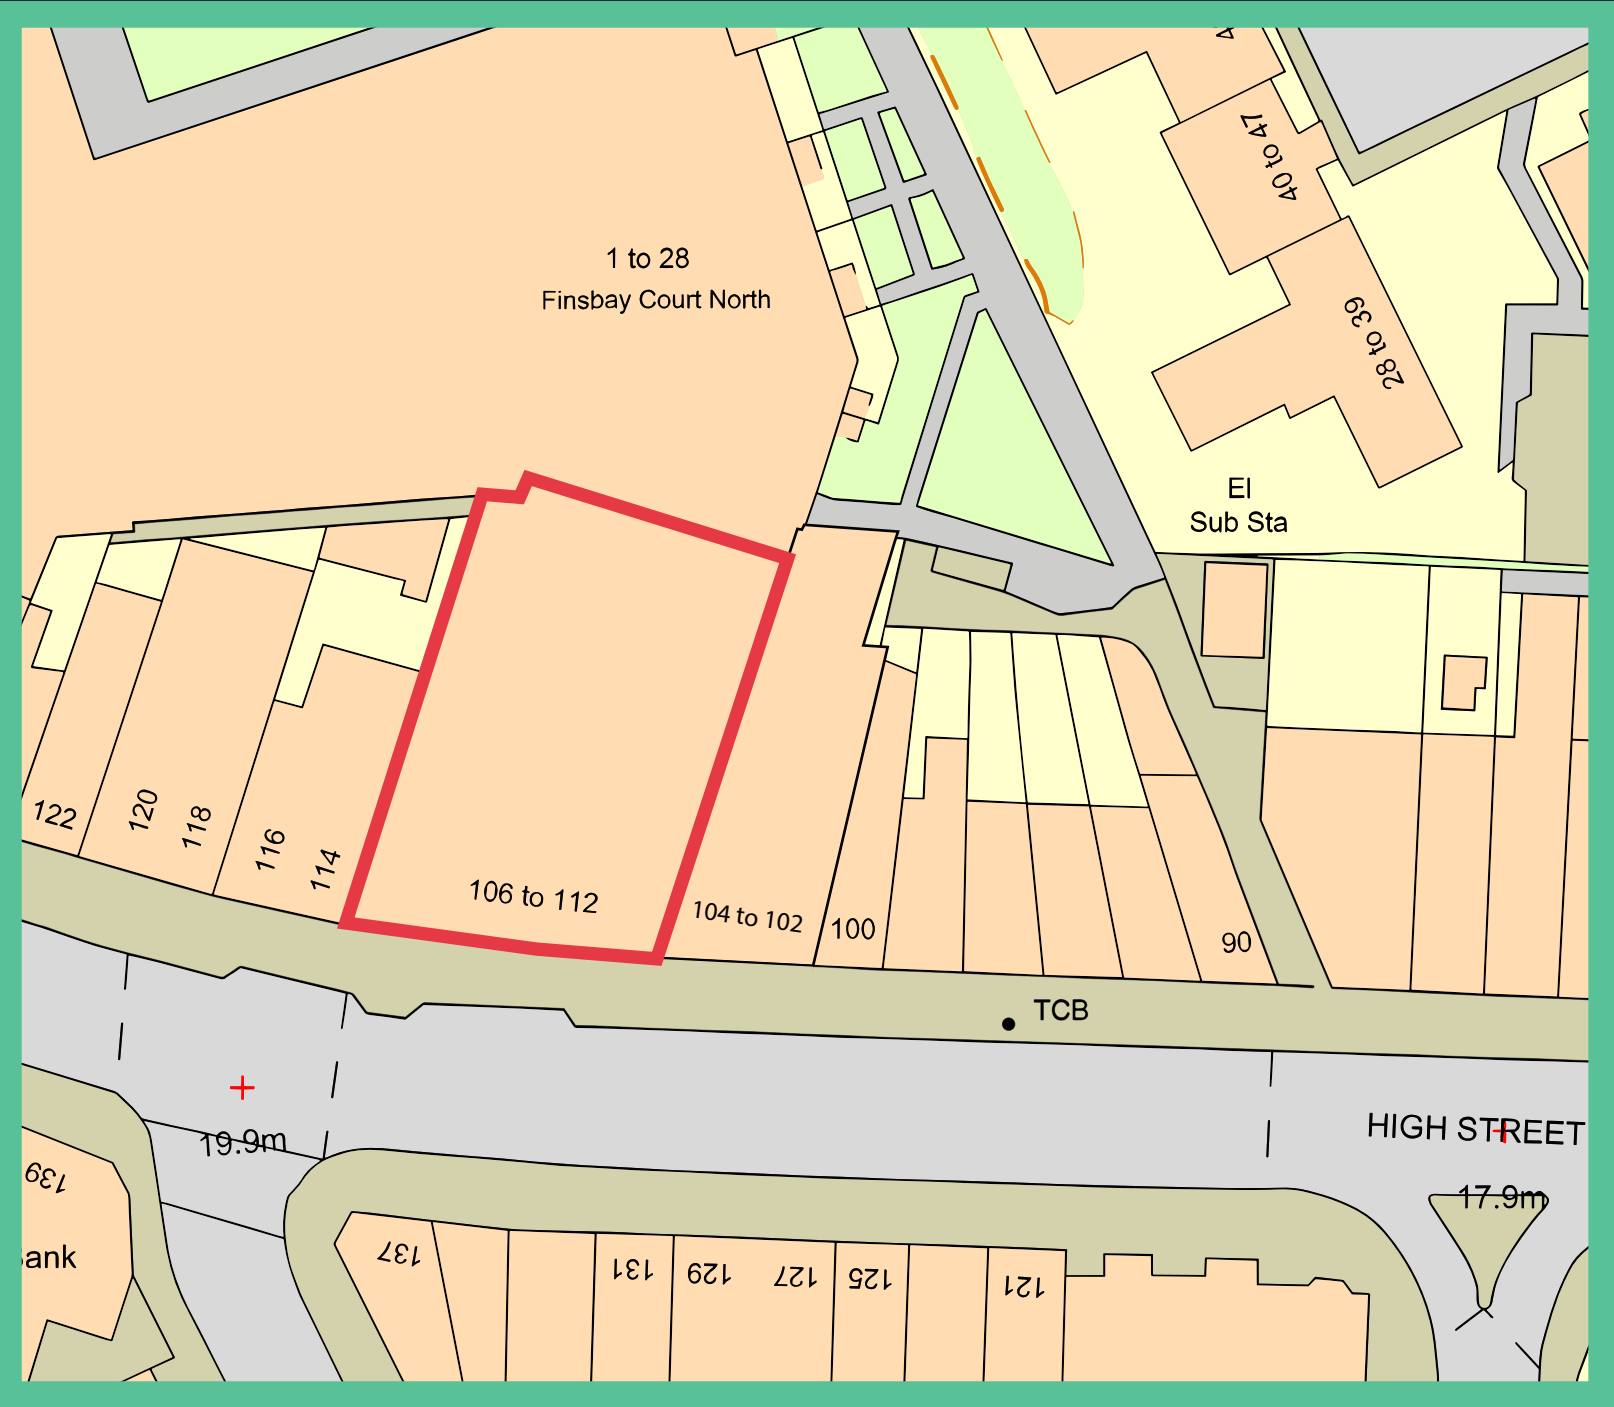 40 to 47
1 to 28
Finsbay Court North
28 to 39
El
Sub Sta
122
120
118
116
114
106 to 112
104 to 102
100
90
TCB
HIGH STREET
19.9m
17.9m
139
ank
137
131
129
127
125
121